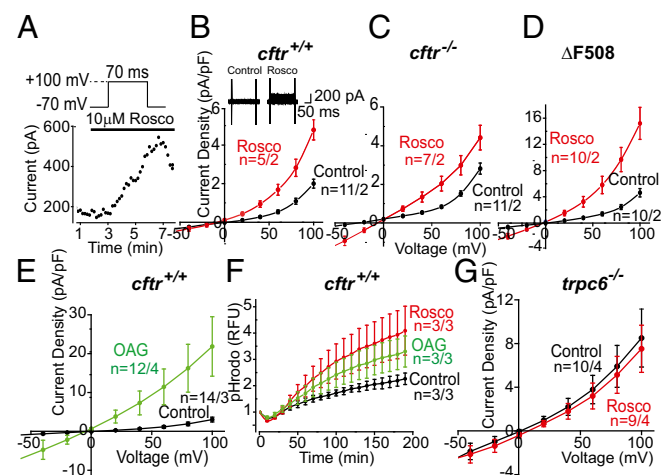 A
+100 mV
70 ms
-70 mV
10µM Rosco
Current (pA)
600
400
200
1 3 5 7
Time (min)
B
cftr +/+
Control Rosco
200 pA
50 ms
Current Density (pA/pF)
6
4
2
Rosco
n=5/2
Control
n=11/2
-50 50 100
C
cftr -/-
6
4
2
Rosco
n=7/2
Control
n=11/2
0 50 100
Voltage (mV)
D
ΔF508
16
12
8
4
-4
Rosco
n=10/2
Control
n=10/2
0 50 100
E
cftr +/+
Current Density (pA/pF)
30
20
10
-10
OAG
n=12/4
n=14/3
Control
0 50 100
Voltage (mV)
F
cftr +/+
pHrodo (RFU)
5
4
3
2
1
0
Rosco
n=3/3
OAG
n=3/3
Control
n=3/3
0 50 100 150 200
Time (min)
G
trpc6 -/-
Current Density (pA/pF)
12
8
4
-4
Control
n=10/4
Rosco
n=9/4
-50 0 50 100
Voltage (mV)